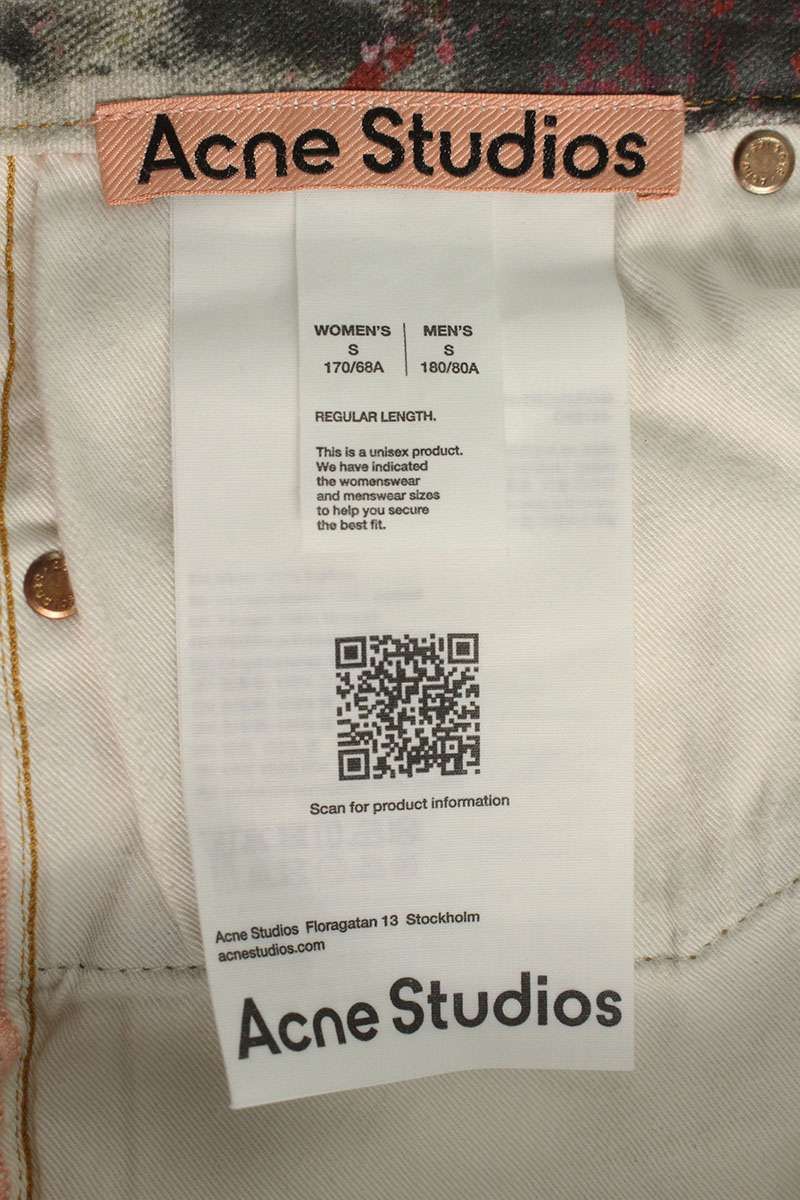 Acne Studios
WOMEN'S | MEN'S
S | S
170/68A | 180/80A
REGULAR LENGTH.
This is a unisex product.
We have indicated
the womenswear
and menswear sizes
to help you secure
the best fit.
Scan for product information
Acne Studios Floragatan 13 Stockholm
acnestudios.com
Acne Studios